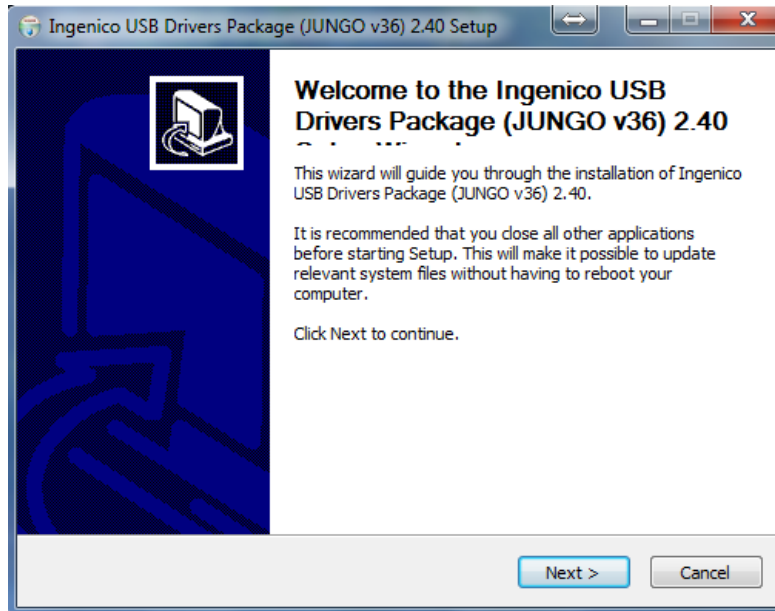 Ingenico USB Drivers Package (JUNGO v36) 2.40 Setup
Welcome to the Ingenico USB
Drivers Package (JUNGO v36) 2.40
This wizard will guide you through the installation of Ingenico
USB Drivers Package (JUNGO v36) 2.40.
It is recommended that you close all other applications
before starting Setup. This will make it possible to update
relevant system files without having to reboot your
computer.
Click Next to continue.
Next >
Cancel